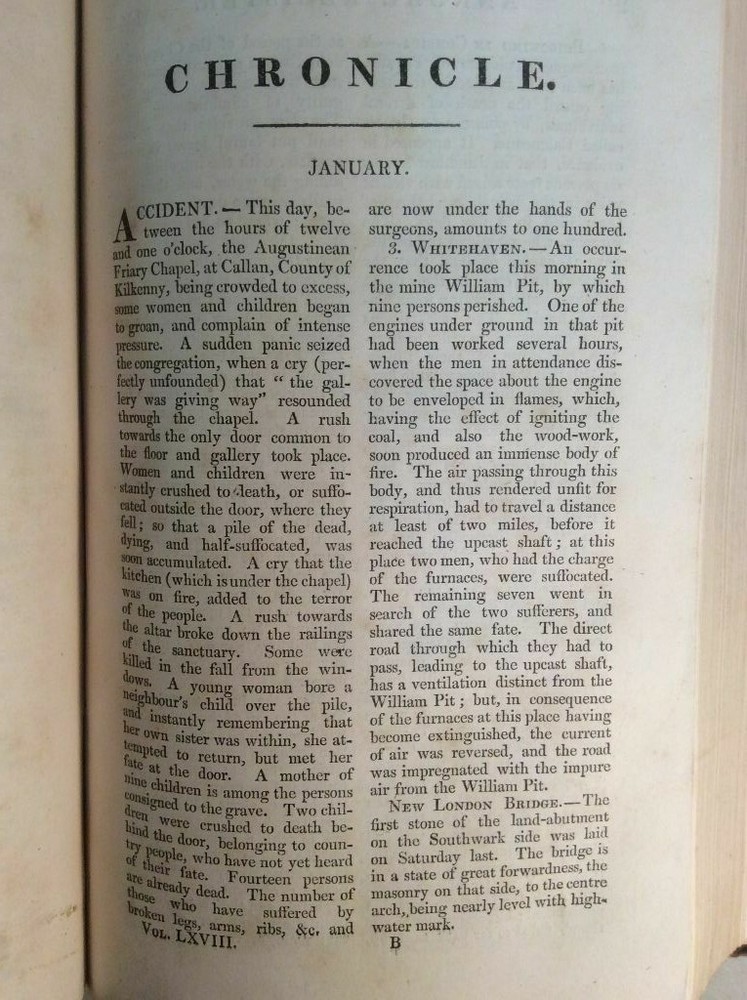 CHRONICLE.
JANUARY.
ACCIDENT. — This day, be-
tween the hours of twelve
and one o'clock, the Augustinean
Friary Chapel, at Callan, County of
Kilkenny, being crowded to excess,
some women and children began
to groan, and complain of intense
pressure. A sudden panic seized
the congregation, when a cry (per-
fectly unfounded) that “ the gal-
lery was giving way” resounded
through the chapel. A rush
towards the only door common to
the floor and gallery took place.
Women and children were in-
stantly crushed to death, or suffo-
cated outside the door, where they
fell; so that a pile of the dead,
dying, and half-suffocated, was
soon accumulated. A cry that the
kitchen (which is under the chapel)
was on fire, added to the terror
of the people. A rush towards
the altar broke down the railings
of the sanctuary. Some were
killed in the fall from the win-
dows. A young woman bore a
neighbour's child over the pile,
and instantly remembering that
her own sister was within, she at-
tempted to return, but met her
fate at the door. A mother of
nine children is among the persons
consigned to the grave. Two chil-
dren were crushed to death be-
hind the door, belonging to coun-
try people, who have not yet heard
of their fate. Fourteen persons
are already dead. The number of
those who have suffered by
broken legs, arms, ribs, &c. and
VOL. LXVIII.
are now under the hands of the
surgeons, amounts to one hundred.
3. WHITEHAVEN. — An occur-
rence took place this morning in
the mine William Pit, by which
nine persons perished. One of the
engines under ground in that pit
had been worked several hours,
when the men in attendance dis-
covered the space about the engine
to be enveloped in flames, which,
having the effect of igniting the
coal, and also the wood-work,
soon produced an immense body of
fire. The air passing through this
body, and thus rendered unfit for
respiration, had to travel a distance
at least of two miles, before it
reached the upcast shaft; at this
place two men, who had the charge
of the furnaces, were suffocated.
The remaining seven went in
search of the two sufferers, and
shared the same fate. The direct
road through which they had to
pass, leading to the upcast shaft,
has a ventilation distinct from the
William Pit; but, in consequence
of the furnaces at this place having
become extinguished, the current
of air was reversed, and the road
was impregnated with the impure
air from the William Pit.
NEW LONDON BRIDGE.—The
first stone of the land-abutment
on the Southwark side was laid
on Saturday last. The bridge is
in a state of great forwardness, the
masonry on that side, to the centre
arch, being nearly level with high-
water mark.
B